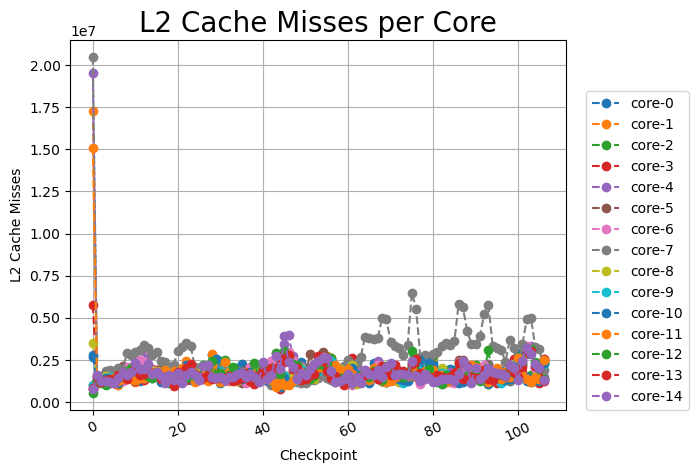 L2 Cache Misses per Core
1e7
2.00
1.75
1.50
1.25
1.00
0.75
0.50
0.25
0.00
L2 Cache Misses
0 20 40 60 80 100
Checkpoint
core-0
core-1
core-2
core-3
core-4
core-5
core-6
core-7
core-8
core-9
core-10
core-11
core-12
core-13
core-14